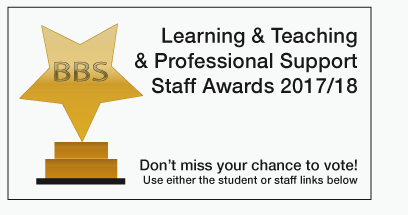 BBS
Learning & Teaching
& Professional Support
Staff Awards 2017/18
Don't miss your chance to vote!
Use either the student or staff links below